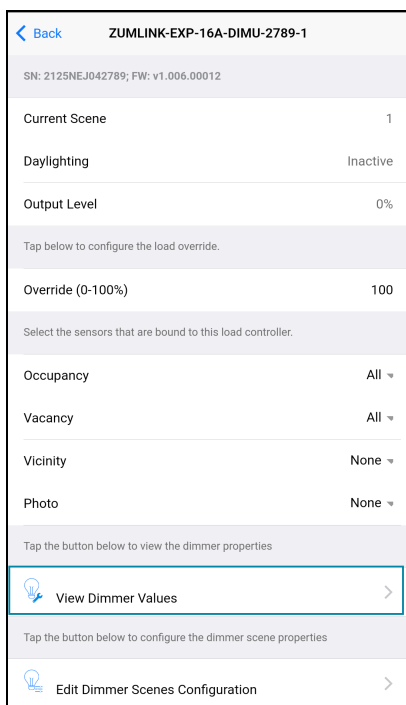 Back ZUMLINK-EXP-16A-DIMU-2789-1
SN: 2125NEJ042789; FW: v1.006.00012
Current Scene 1
Daylighting Inactive
Output Level 0%
Tap below to configure the load override.
Override (0-100%) 100
Select the sensors that are bound to this load controller.
Occupancy All
Vacancy All
Vicinity None
Photo None
Tap the button below to view the dimmer properties
View Dimmer Values
Tap the button below to configure the dimmer scene properties
Edit Dimmer Scenes Configuration